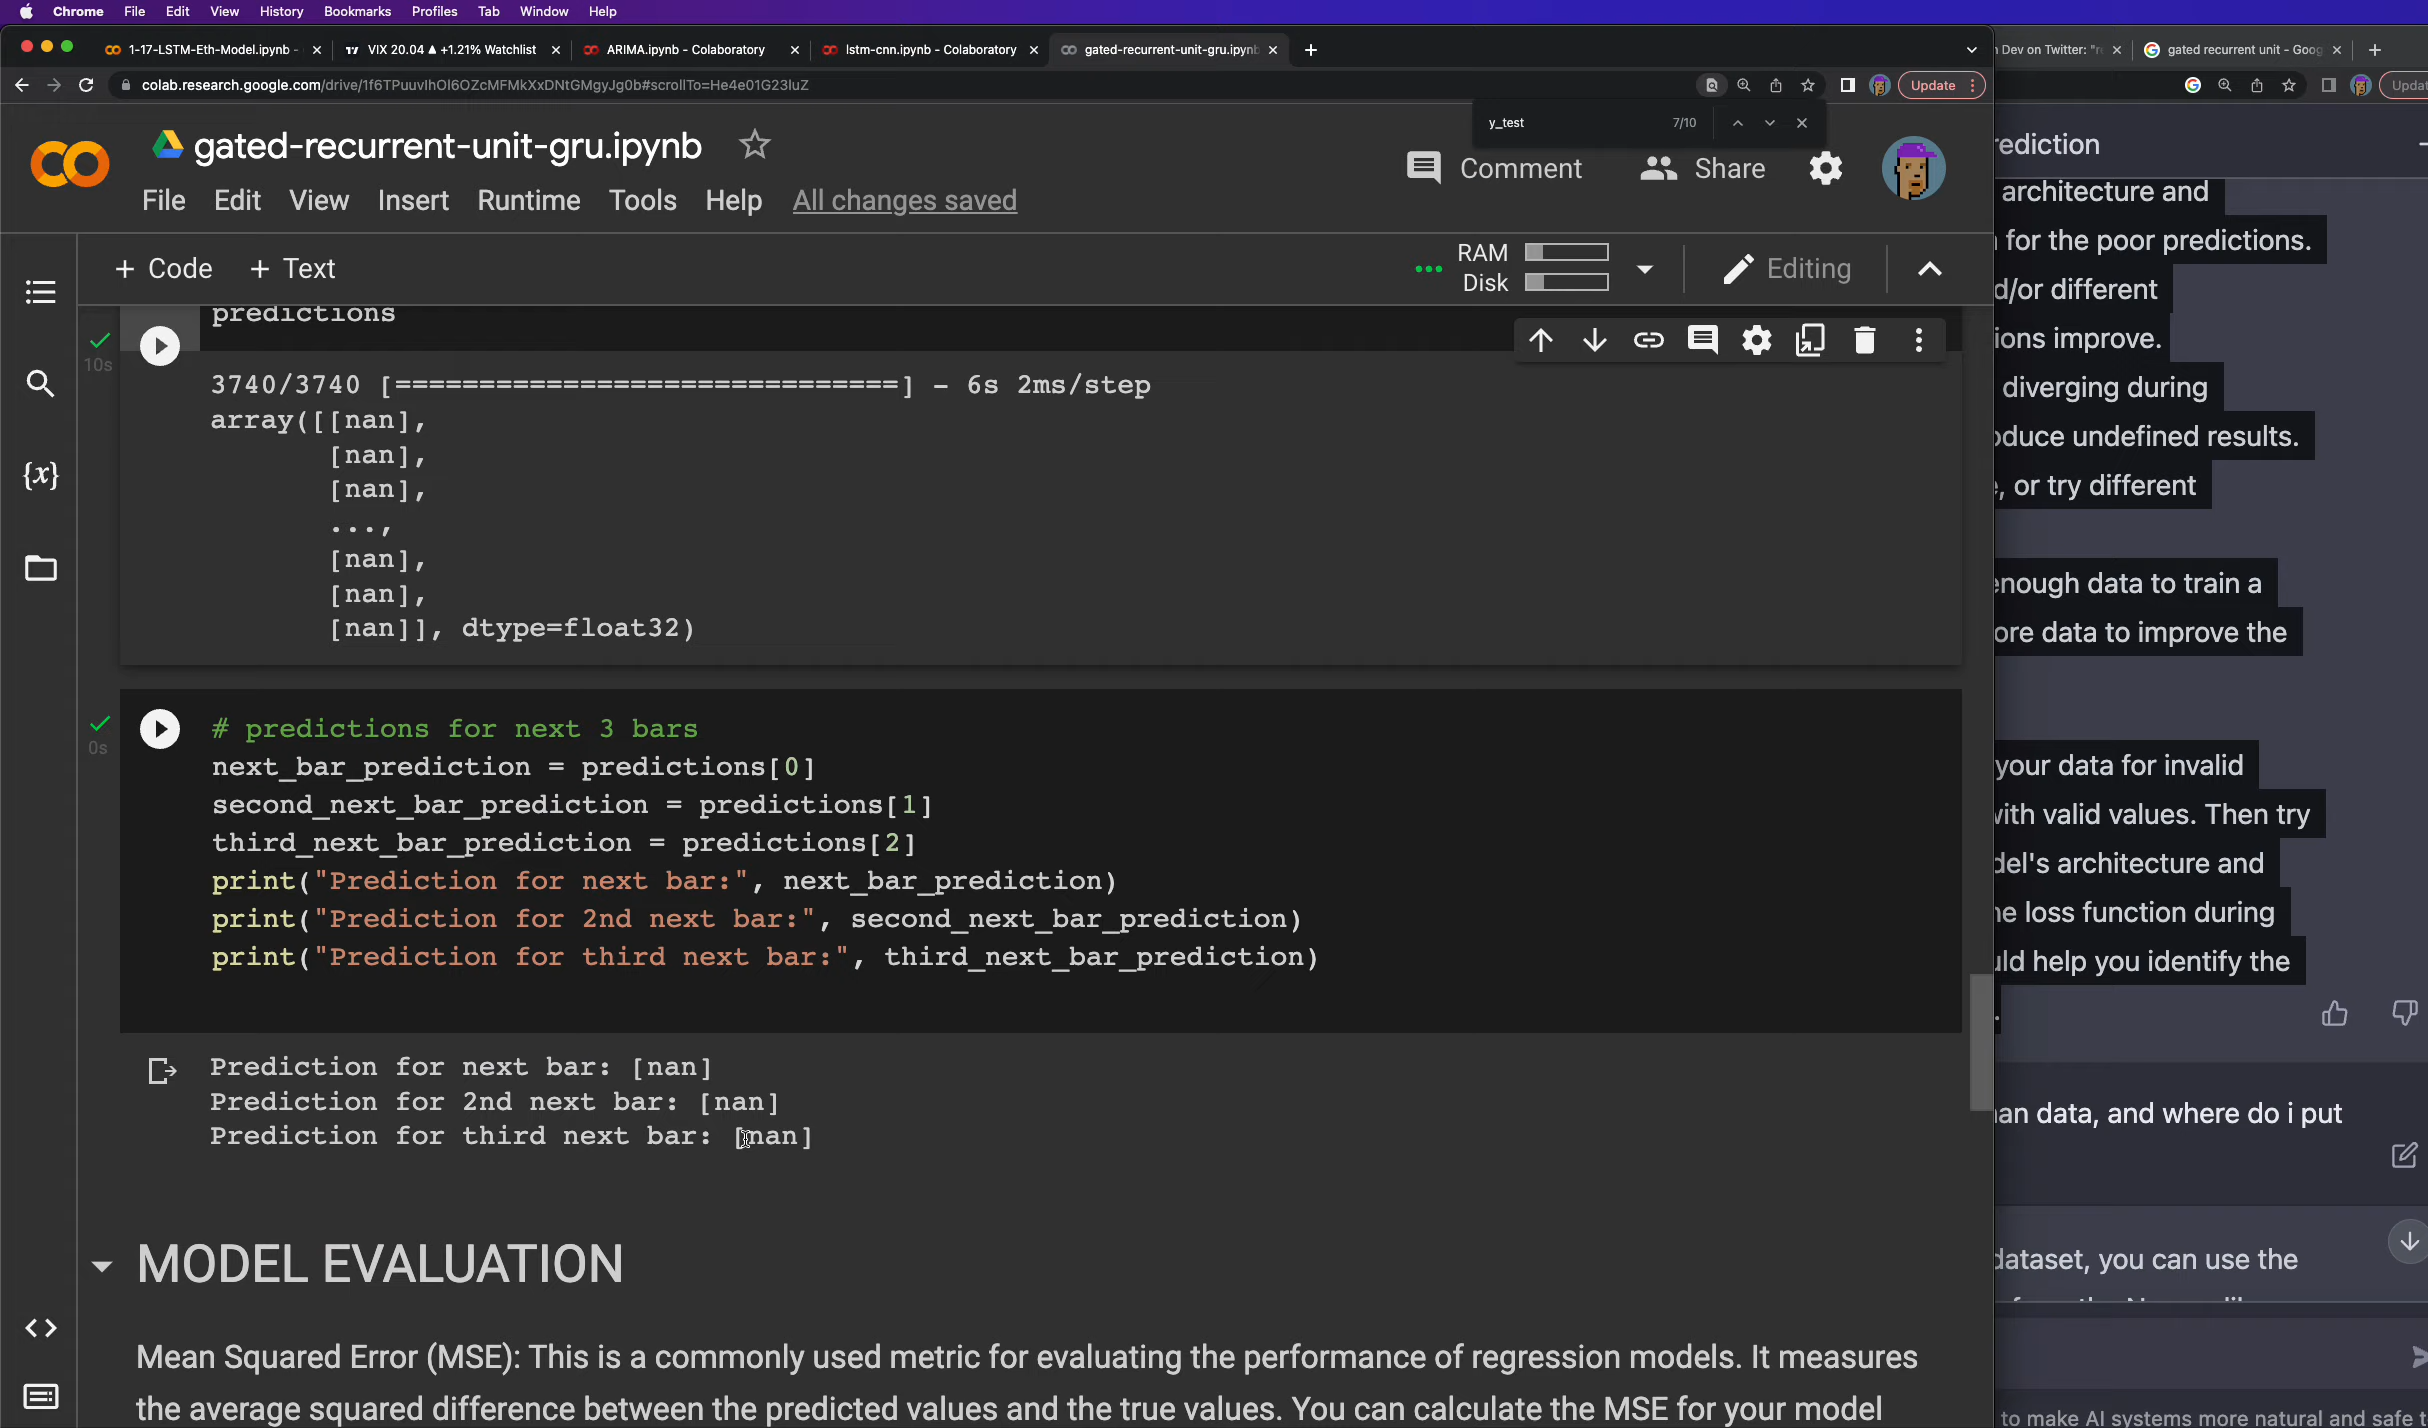 Chrome File Edit View History Bookmarks Profiles Tab Window Help
1-17-LSTM-Eth-Model.ipynb -
VIX 20.04 ▲ +1.21% Watchlist
ARIMA.ipynb - Colaboratory
lstm-cnn.ipynb - Colaboratory
gated-recurrent-unit-gru.ipynb
Dev on Twitter: "r
gated recurrent unit - Goog
colab.research.google.com/drive/1f6TPuuvIhOl6OZcMFMkXxDNtGMgyJg0b#scrollTo=He4e01G23IuZ
Update
Updat
y_test 7/10
gated-recurrent-unit-gru.ipynb
Comment Share
File Edit View Insert Runtime Tools Help All changes saved
+ Code + Text
RAM
Disk
Editing
predictions
10s
3740/3740 [==============================] - 6s 2ms/step
array([[nan],
[nan],
[nan],
...,
[nan],
[nan],
[nan]], dtype=float32)
0s
# predictions for next 3 bars
next_bar_prediction = predictions[0]
second_next_bar_prediction = predictions[1]
third_next_bar_prediction = predictions[2]
print("Prediction for next bar:", next_bar_prediction)
print("Prediction for 2nd next bar:", second_next_bar_prediction)
print("Prediction for third next bar:", third_next_bar_prediction)
Prediction for next bar: [nan]
Prediction for 2nd next bar: [nan]
Prediction for third next bar: [nan]
MODEL EVALUATION
Mean Squared Error (MSE): This is a commonly used metric for evaluating the performance of regression models. It measures
the average squared difference between the predicted values and the true values. You can calculate the MSE for your model
rediction
architecture and
for the poor predictions.
d/or different
ions improve.
diverging during
oduce undefined results.
, or try different
enough data to train a
ore data to improve the
your data for invalid
with valid values. Then try
del's architecture and
he loss function during
uld help you identify the
nan data, and where do i put
dataset, you can use the
to make AI systems more natural and safe t